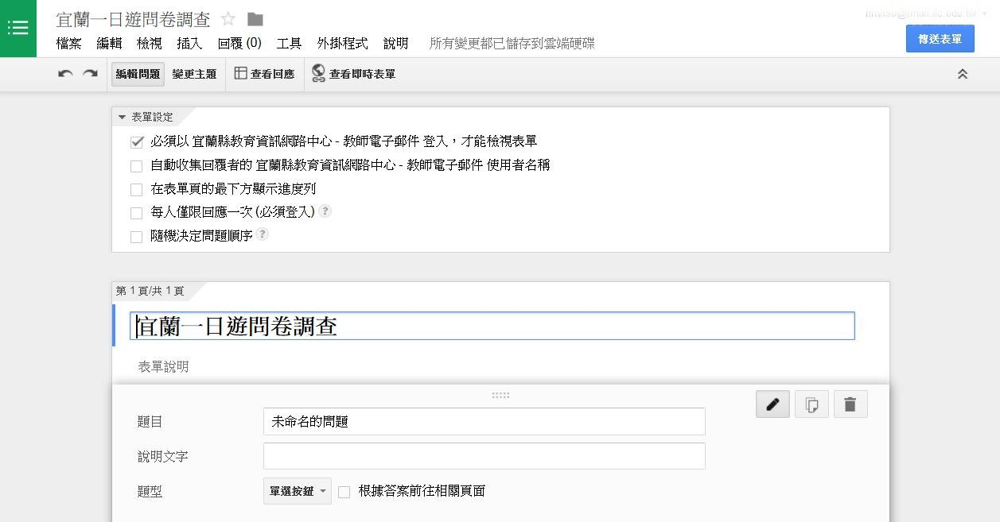 宜蘭一日遊問卷調查
檔案 編輯 檢視 插入 回覆 (0) 工具 外掛程式 說明 所有變更都已儲存到雲端硬碟
傳送表單
編輯問題 變更主題 查看回應 查看即時表單
表單設定
必須以 宜蘭縣教育資訊網路中心 - 教師電子郵件 登入，才能檢視表單
自動收集回覆者的 宜蘭縣教育資訊網路中心 - 教師電子郵件 使用者名稱
在表單頁的最下方顯示進度列
每人僅限回應一次 (必須登入) ?
隨機決定問題順序 ?
第 1 頁/共 1 頁
宜蘭一日遊問卷調查
表單說明
題目 未命名的問題
說明文字
題型 單選按鈕 根據答案前往相關頁面